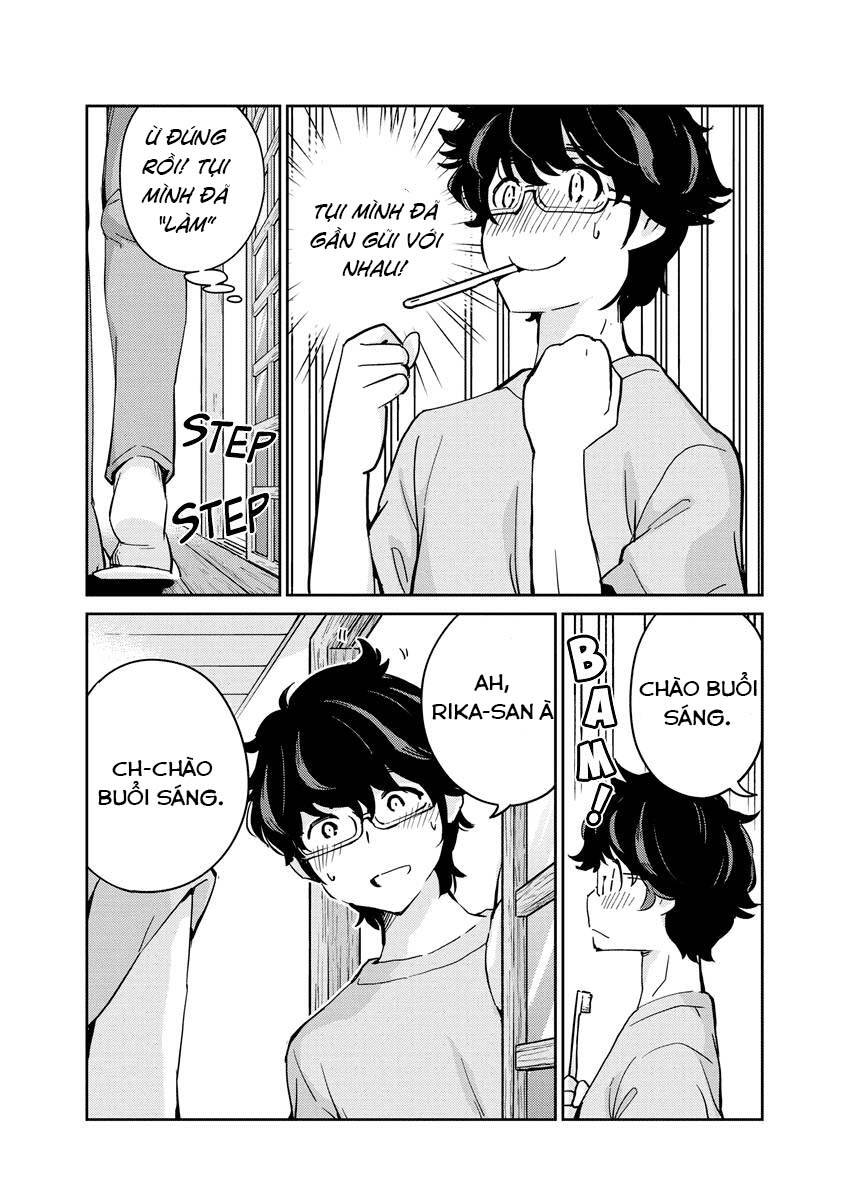 TỤI MÌNH ĐÃ
GẦN GŨI VỚI
NHAU!
Ừ ĐÚNG
RỒI! TỤI
MÌNH ĐÃ
"LÀM"
STEP
STEP
CHÀO BUỔI
SÁNG.
BAM!
AH,
RIKA-SAN À
CH-CHÀO
BUỔI SÁNG.